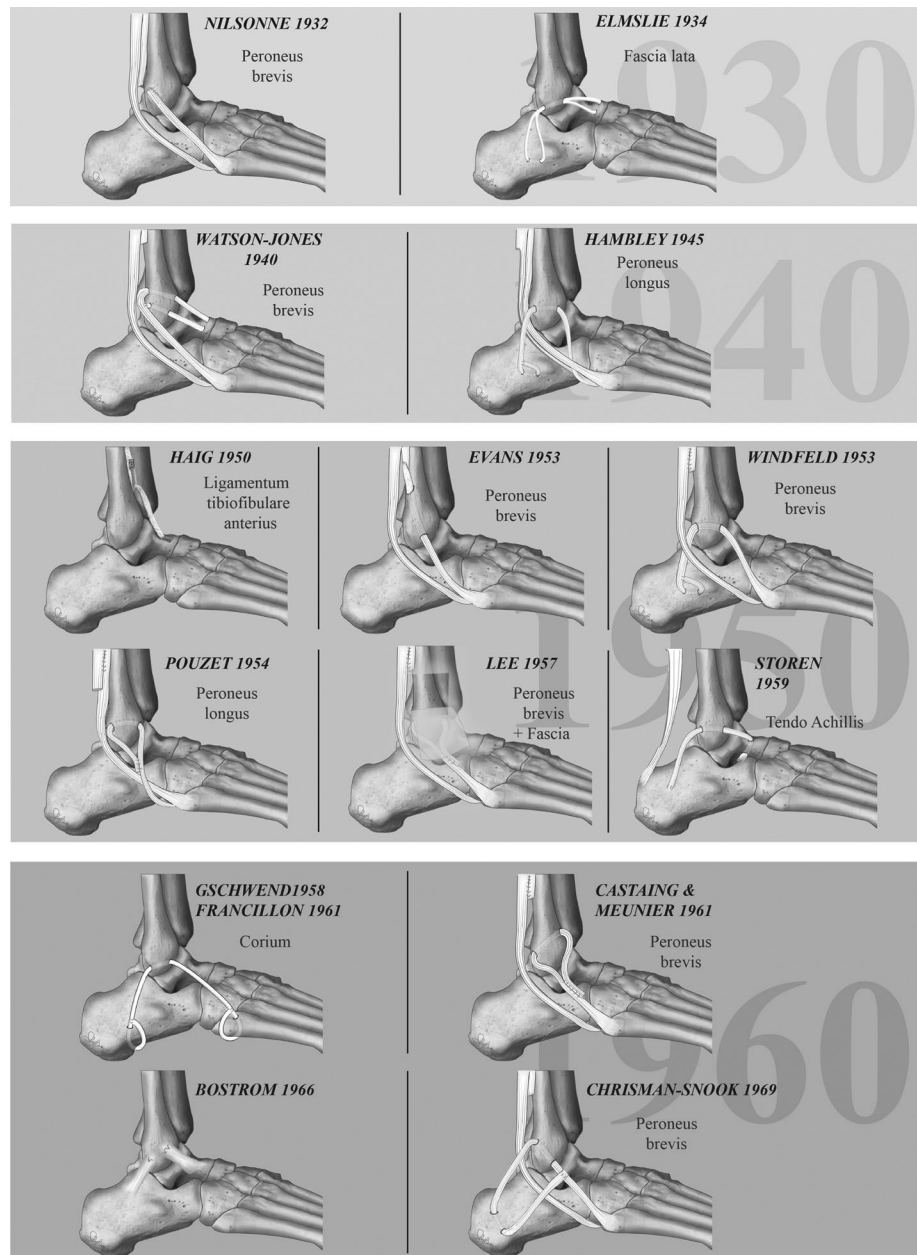 NILSONNE 1932
Peroneus
brevis
ELMSLIE 1934
Fascia lata
1930
WATSON-JONES
1940
Peroneus
brevis
HAMBLEY 1945
Peroneus
longus
1940
HAIG 1950
Ligamentum
tibiofibulare
anterius
EVANS 1953
Peroneus
brevis
WINDFELD 1953
Peroneus
brevis
1950
POUZET 1954
Peroneus
longus
LEE 1957
Peroneus
brevis
+ Fascia
STOREN
1959
Tendo Achillis
GSCHWEND1958
FRANCILLON 1961
Corium
CASTAING &
MEUNIER 1961
Peroneus
brevis
1960
BOSTROM 1966
CHRISMAN-SNOOK 1969
Peroneus
brevis